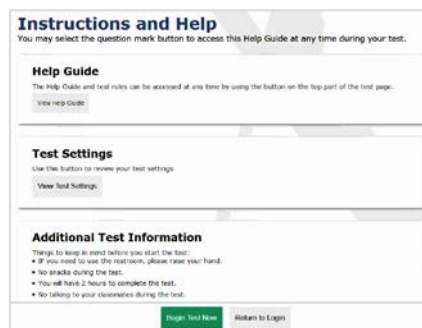 Instructions and Help
You may select the question mark button to access this Help Guide at any time during your test.
Help Guide
The Help Guide and test rules can be accessed at any time by using the button on the top part of the test page.
View Help Guide
Test Settings
Use this button to review your test settings
View Test Settings
Additional Test Information
Things to keep in mind before you start the test:
• If you need to use the restroom, please raise your hand.
• No snacks during the test.
• You will have 2 hours to complete the test.
• No talking to your classmates during the test.
Begin Test Now Return to Login